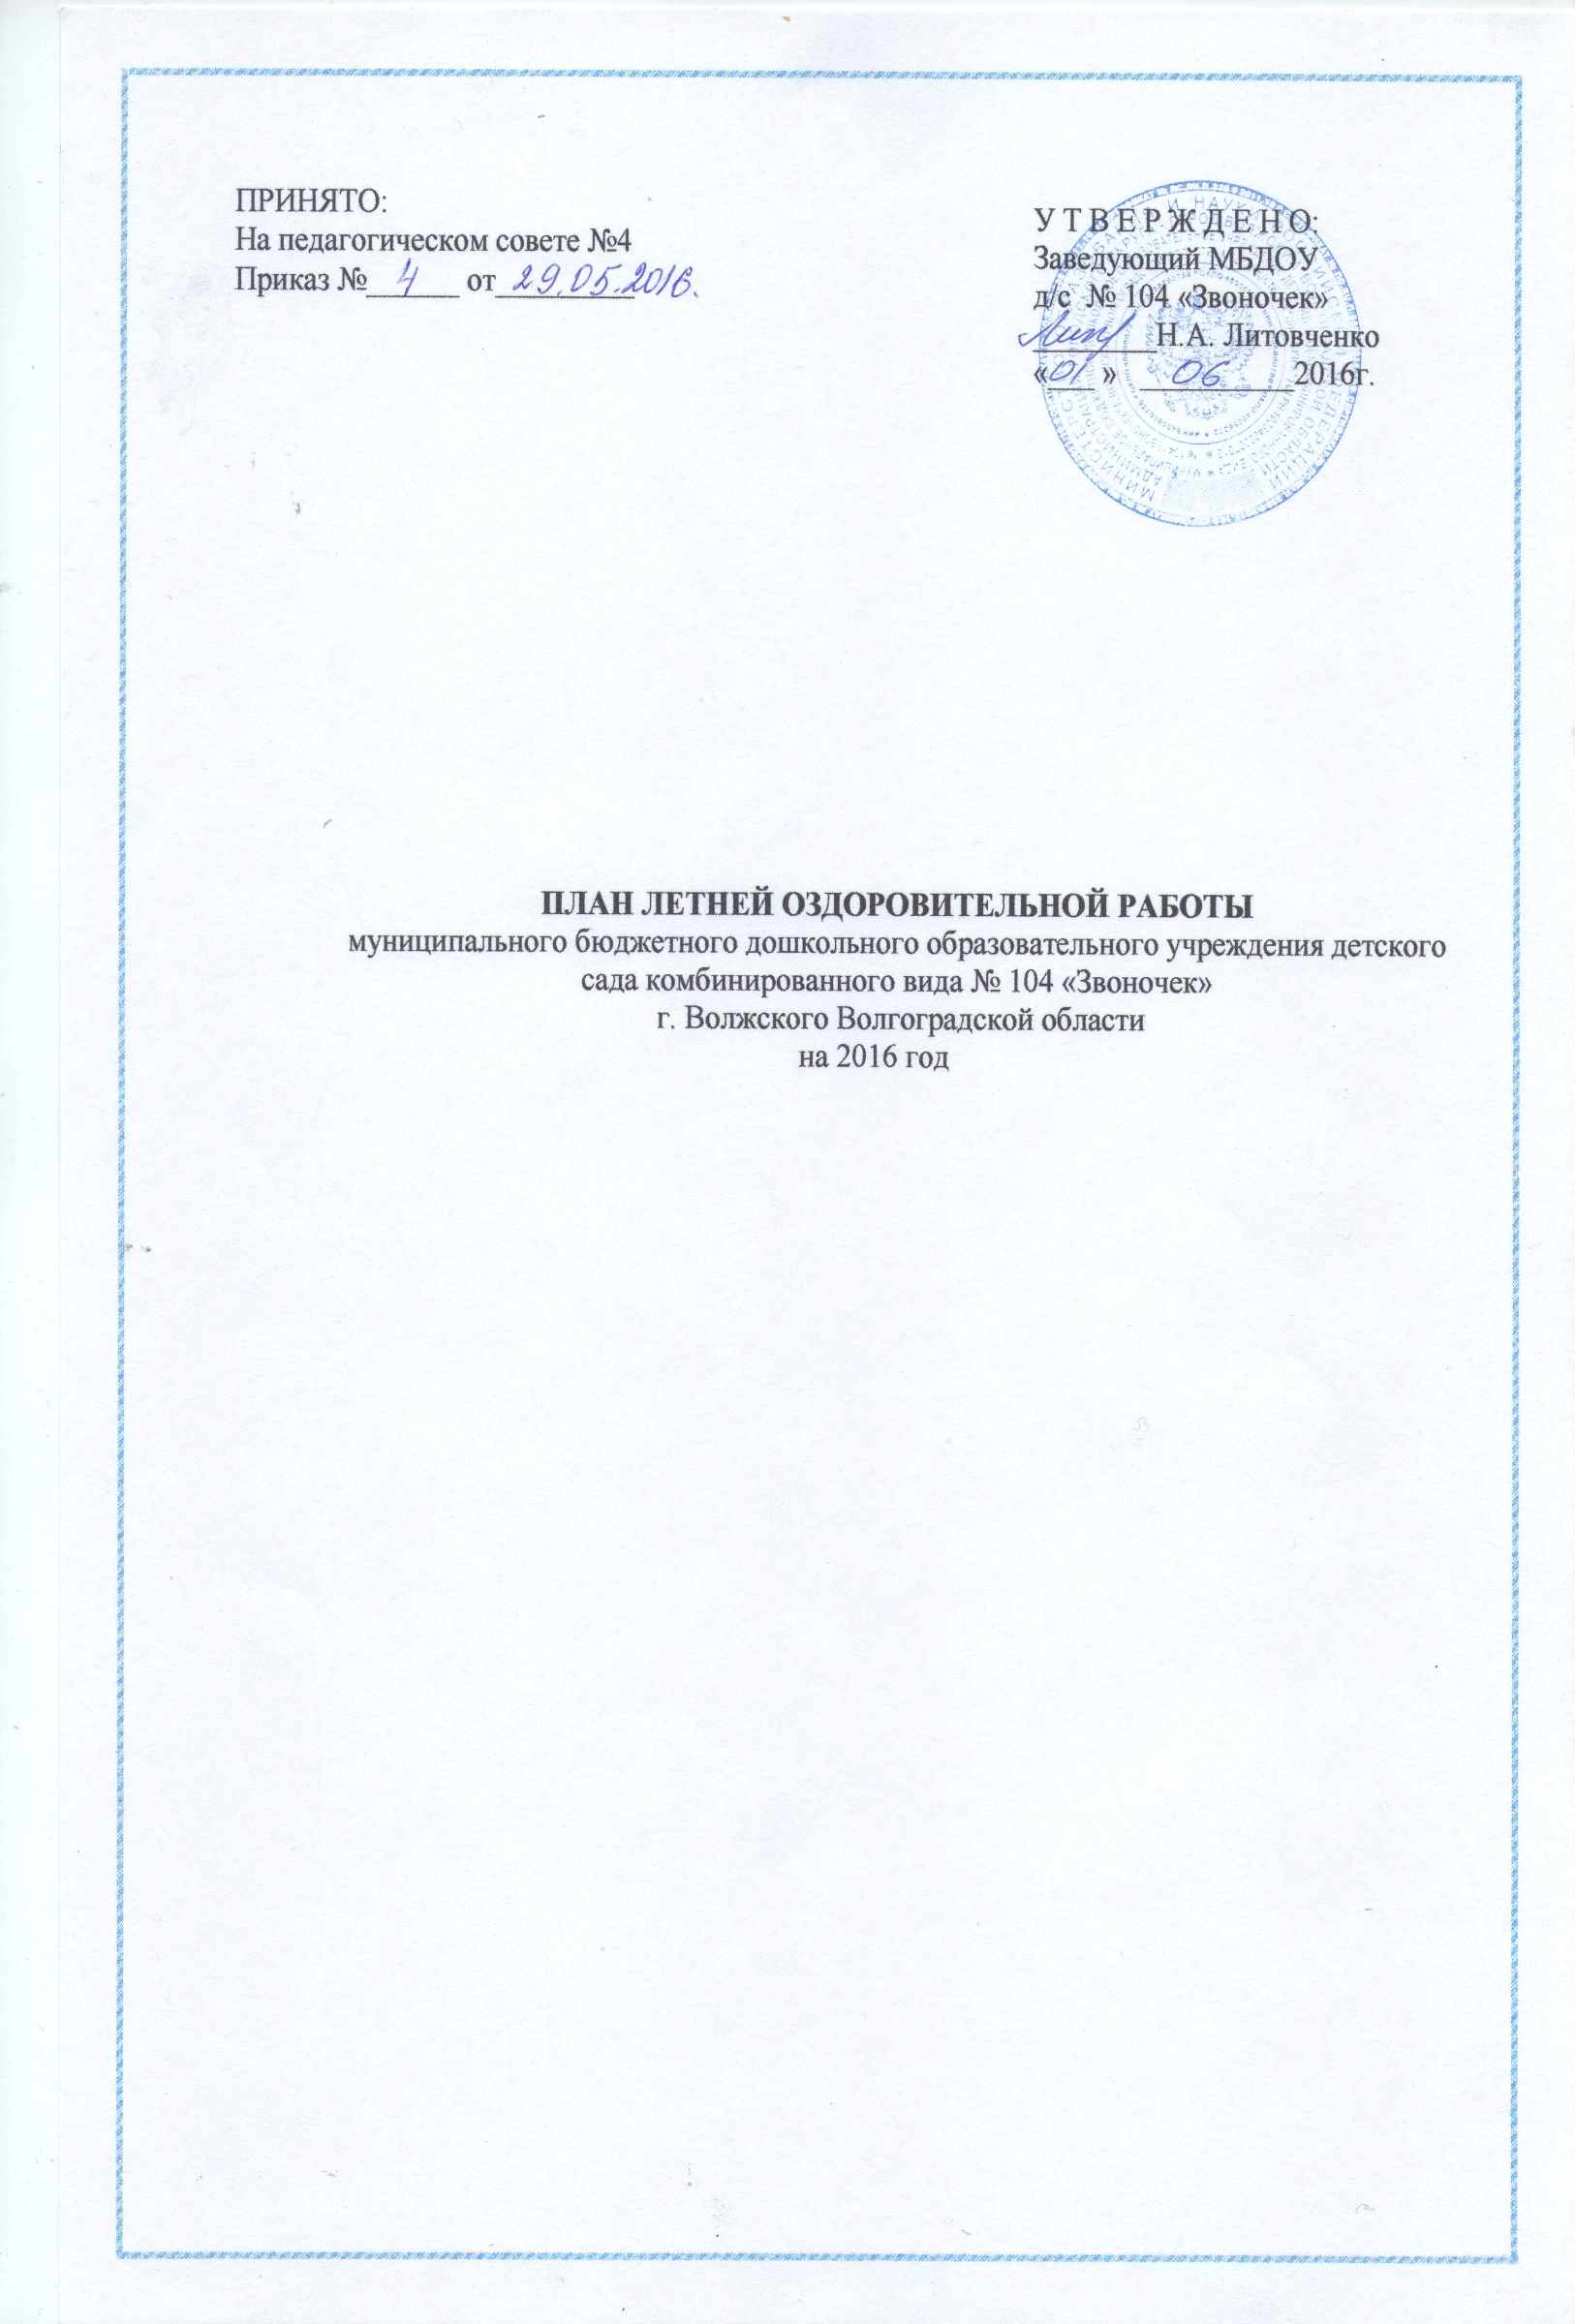 ПРИНЯТО:
На педагогическом совете №4
Приказ №  4  от 29.05.2016.
У Т В Е Р Ж Д Е Н О:
Заведующий МБДОУ
д/с № 104 «Звоночек»
Н.А. Литовченко
«01» 06 2016г.
ПЛАН ЛЕТНЕЙ ОЗДОРОВИТЕЛЬНОЙ РАБОТЫ
муниципального бюджетного дошкольного образовательного учреждения детского
сада комбинированного вида № 104 «Звоночек»
г. Волжского Волгоградской области
на 2016 год